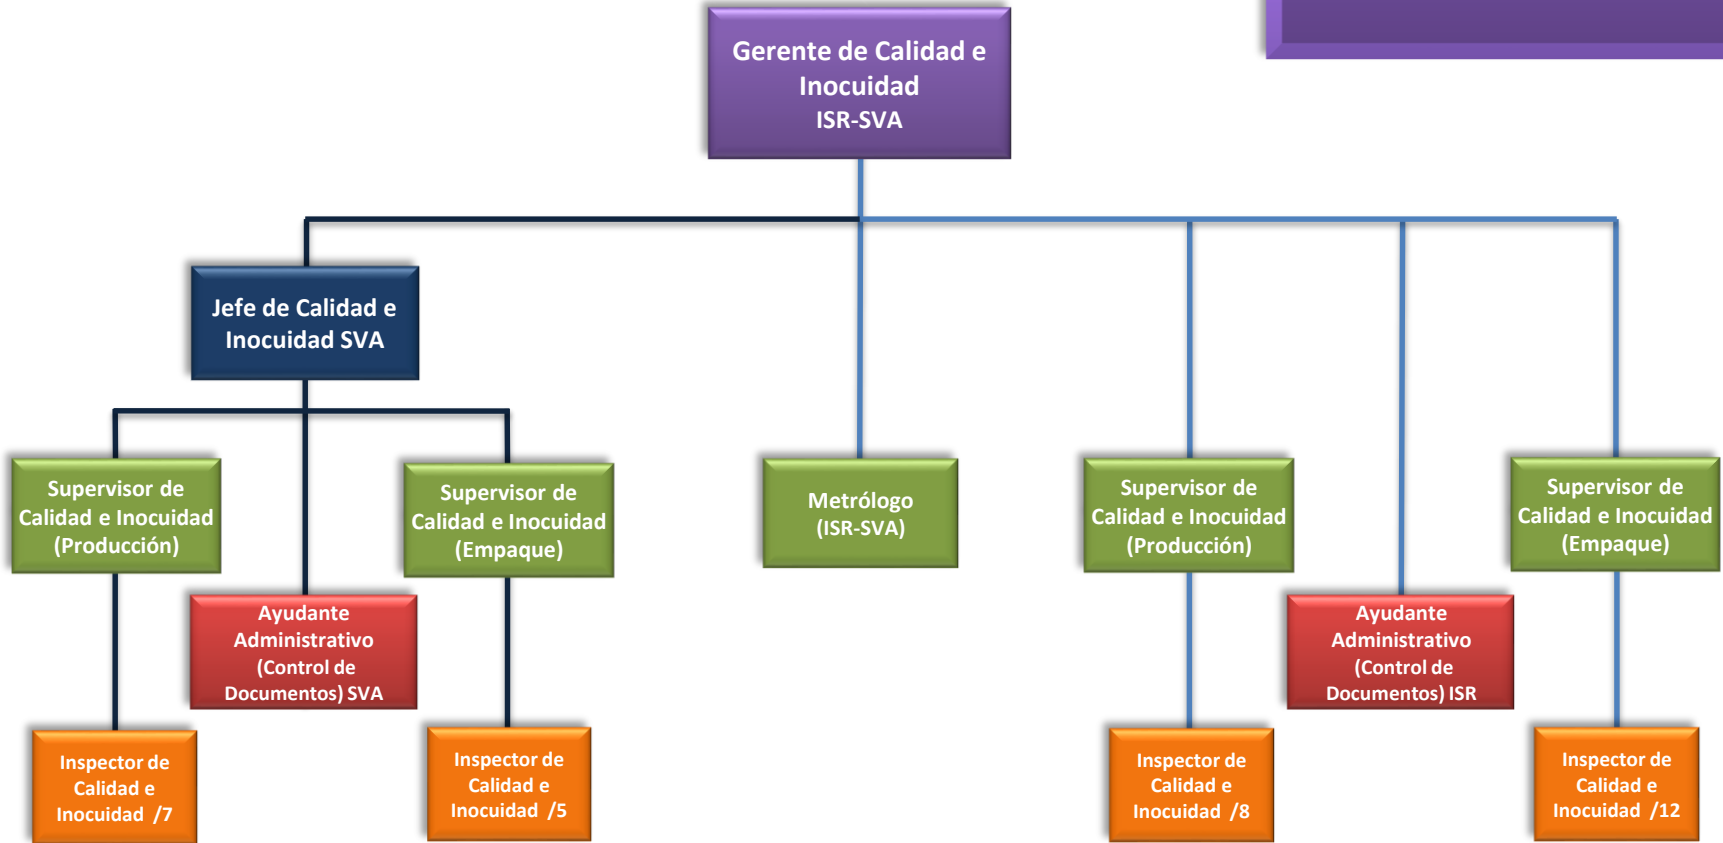 Gerente de Calidad e
Inocuidad
ISR-SVA
Jefe de Calidad e
Inocuidad SVA
Supervisor de
Calidad e Inocuidad
(Producción)
Supervisor de
Calidad e Inocuidad
(Empaque)
Metrólogo
(ISR-SVA)
Supervisor de
Calidad e Inocuidad
(Producción)
Supervisor de
Calidad e Inocuidad
(Empaque)
Ayudante
Administrativo
(Control de
Documentos) SVA
Ayudante
Administrativo
(Control de
Documentos) ISR
Inspector de
Calidad e
Inocuidad /7
Inspector de
Calidad e
Inocuidad /5
Inspector de
Calidad e
Inocuidad /8
Inspector de
Calidad e
Inocuidad /12